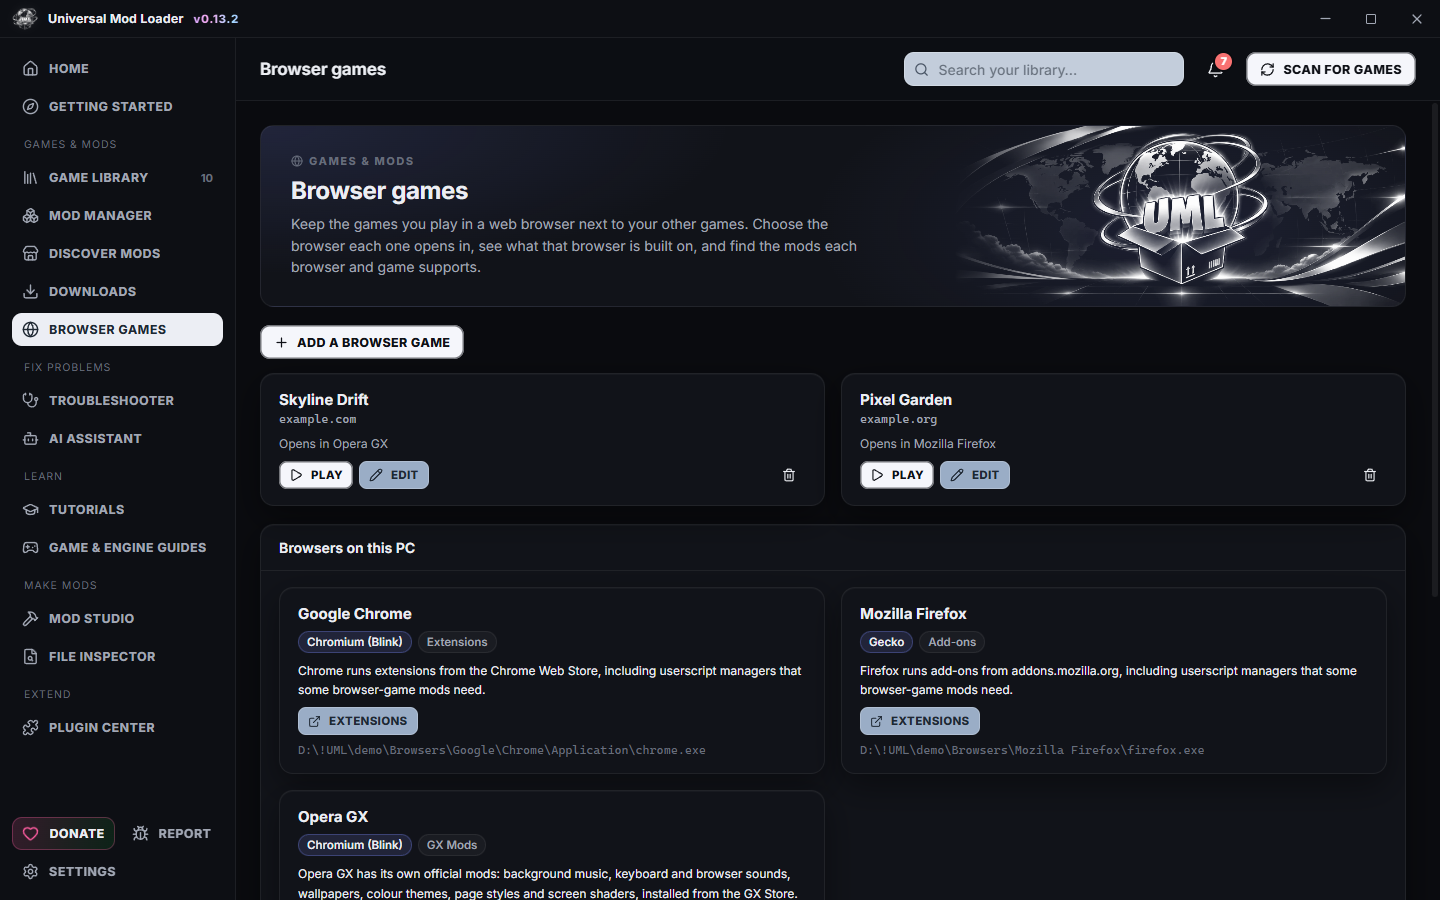 Universal Mod Loader v0.13.2
HOME
GETTING STARTED
GAMES & MODS
GAME LIBRARY 10
MOD MANAGER
DISCOVER MODS
DOWNLOADS
BROWSER GAMES
FIX PROBLEMS
TROUBLESHOOTER
AI ASSISTANT
LEARN
TUTORIALS
GAME & ENGINE GUIDES
MAKE MODS
MOD STUDIO
FILE INSPECTOR
EXTEND
PLUGIN CENTER
DONATE
REPORT
SETTINGS
Browser games
Search your library...
7
SCAN FOR GAMES
GAMES & MODS
Browser games
Keep the games you play in a web browser next to your other games. Choose the
browser each one opens in, see what that browser is built on, and find the mods each
browser and game supports.
UML
ADD A BROWSER GAME
Skyline Drift
example.com
Opens in Opera GX
PLAY
EDIT
Pixel Garden
example.org
Opens in Mozilla Firefox
PLAY
EDIT
Browsers on this PC
Google Chrome
Chromium (Blink)
Extensions
Chrome runs extensions from the Chrome Web Store, including userscript managers that
some browser-game mods need.
EXTENSIONS
D:\!UML\demo\Browsers\Google\Chrome\Application\chrome.exe
Mozilla Firefox
Gecko
Add-ons
Firefox runs add-ons from addons.mozilla.org, including userscript managers that some
browser-game mods need.
EXTENSIONS
D:\!UML\demo\Browsers\Mozilla Firefox\firefox.exe
Opera GX
Chromium (Blink)
GX Mods
Opera GX has its own official mods: background music, keyboard and browser sounds,
wallpapers, colour themes, page styles and screen shaders, installed from the GX Store.